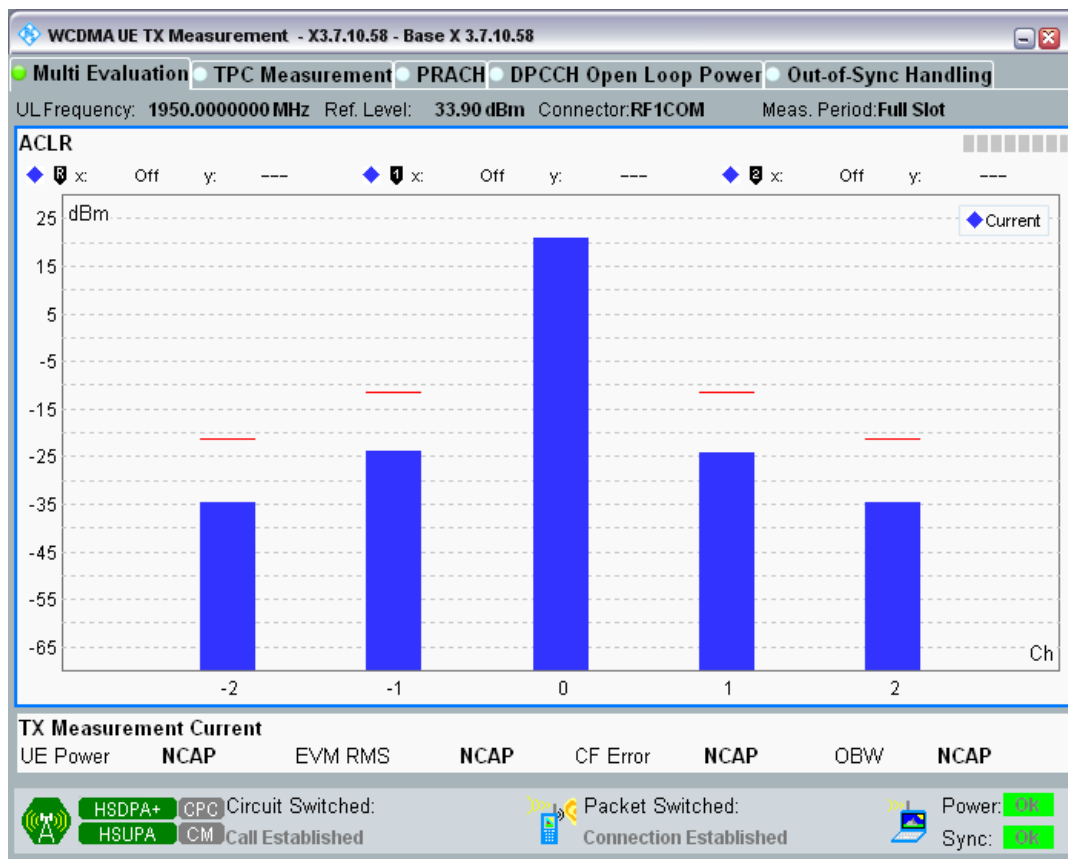 WCDMA UE TX Measurement - X3.7.10.58 - Base X 3.7.10.58
Multi Evaluation TPC Measurement PRACH DPCCH Open Loop Power Out-of-Sync Handling
UL Frequency: 1950.0000000 MHz Ref. Level: 33.90 dBm Connector:RF1COM Meas. Period:Full Slot
ACLR
R x: Off y: --- 1 x: Off y: --- 2 x: Off y: ---
dBm
Current
25
15
5
-5
-15
-25
-35
-45
-55
-65
Ch
-2 -1 0 1 2
TX Measurement Current
UE Power NCAP EVM RMS NCAP CF Error NCAP OBW NCAP
HSDPA+ CPC Circuit Switched: Packet Switched: Power: OK
HSUPA CM Call Established Connection Established Sync: OK